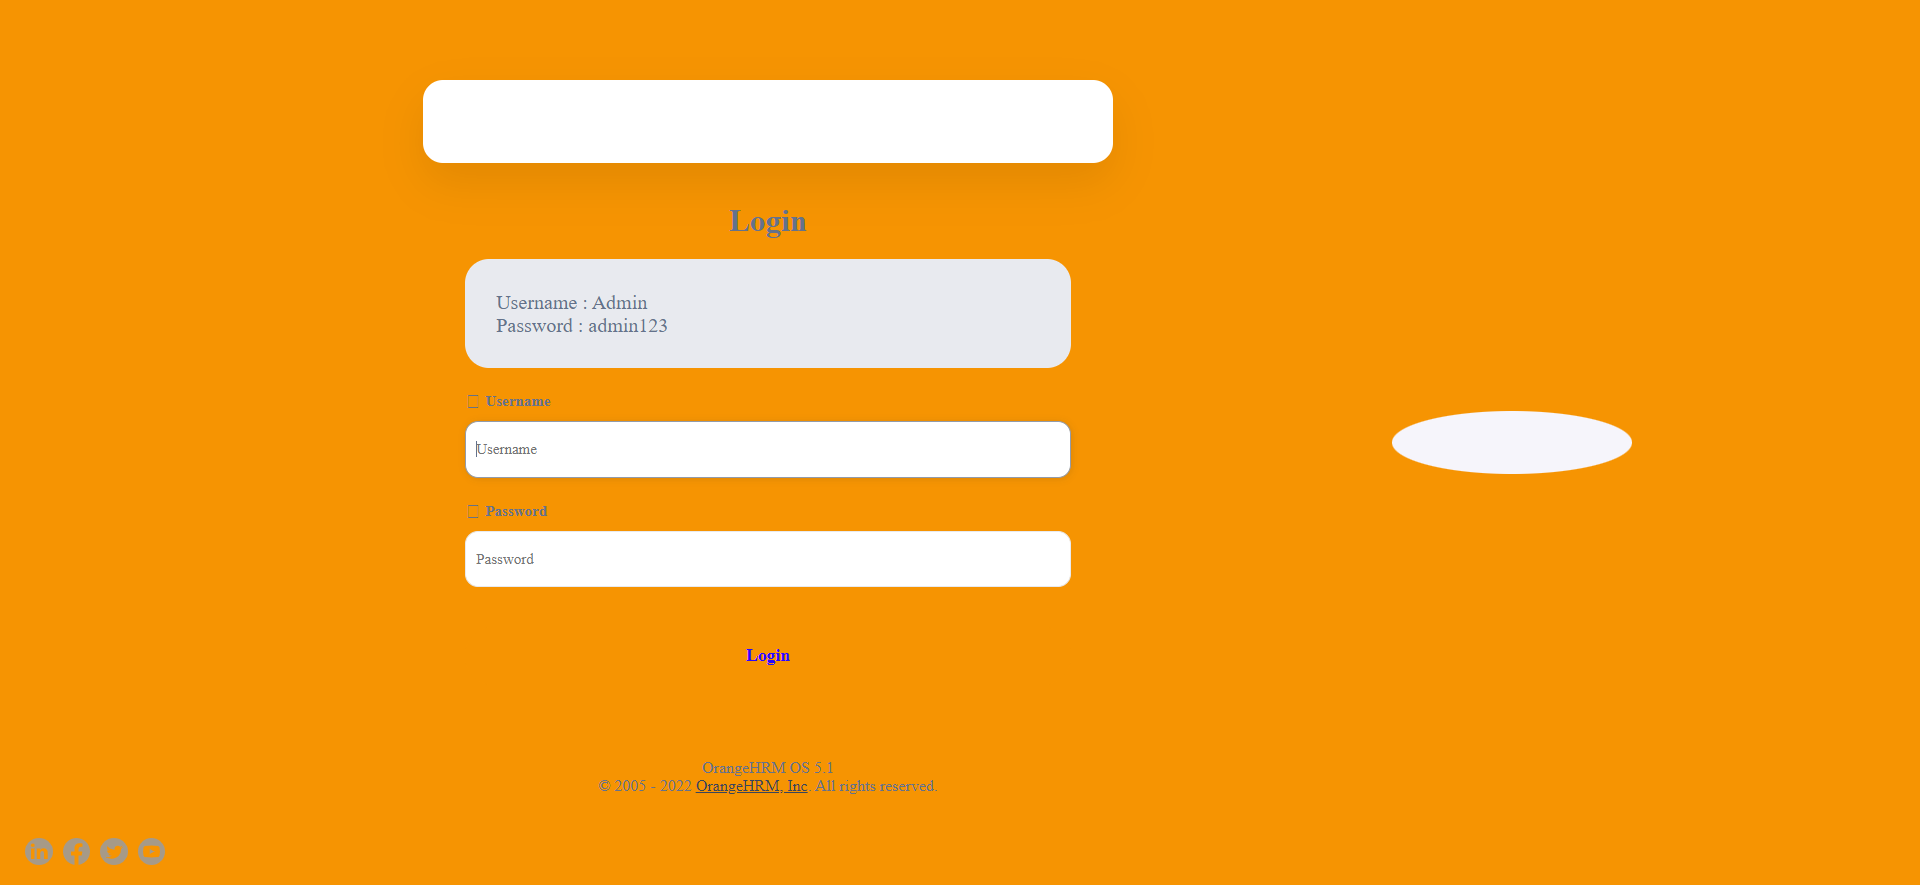 Login
Username : Admin
Password : admin123
Username
Username
Password
Password
Login
OrangeHRM OS 5.1
© 2005 - 2022 OrangeHRM, Inc. All rights reserved.